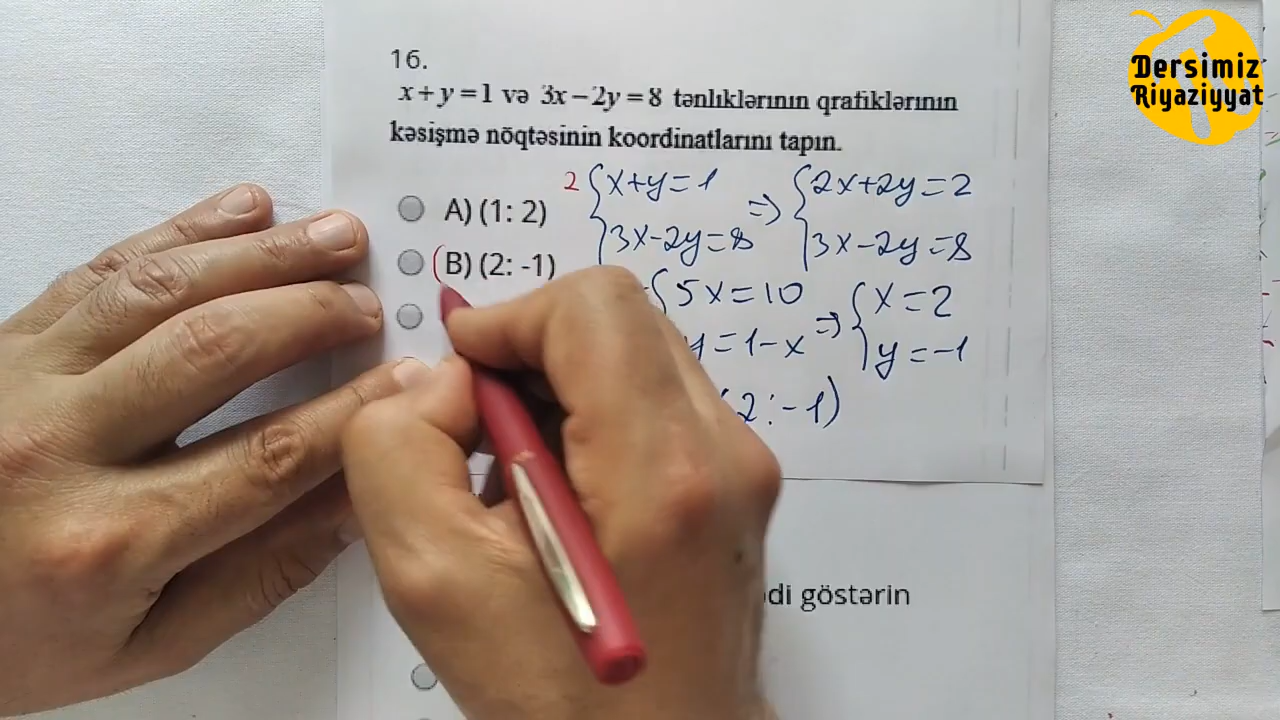 Dersimiz
Riyaziyyat
16.
x+y=1 və 3x−2y=8 tənliklərinin qrafiklərinin
kəsişmə nöqtəsinin koordinatlarını tapın.
A) (1: 2)
B) (2: -1)
2 { x+y=1 => { 2x+2y=2
3x-2y=8 3x-2y=8
{ 5x=10 => { x=2
y=1-x y=-1
(2:-1)
göstərin